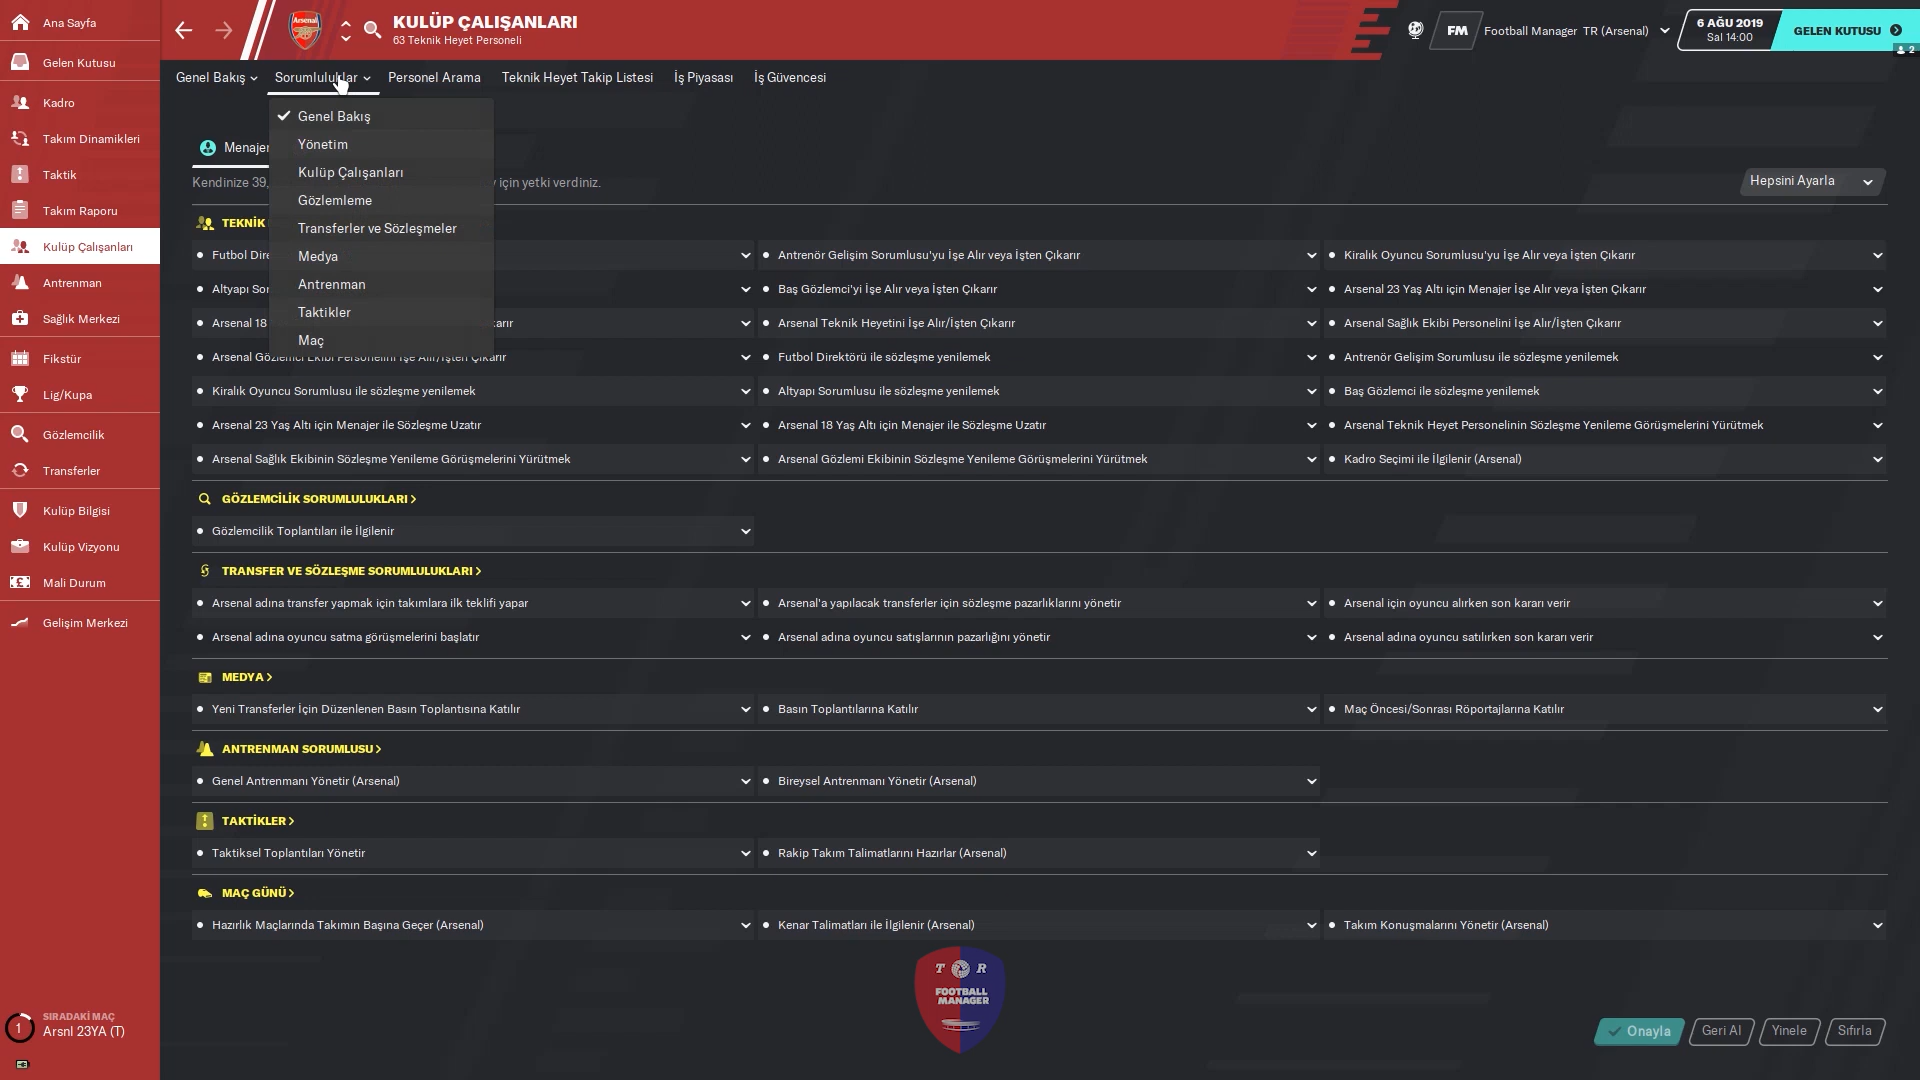 Ana Sayfa
Gelen Kutusu
Kadro
Takım Dinamikleri
Taktik
Takım Raporu
Kulüp Çalışanları
Antrenman
Sağlık Merkezi
Fikstür
Lig/Kupa
Gözlemcilik
Transferler
Kulüp Bilgisi
Kulüp Vizyonu
Mali Durum
Gelişim Merkezi
1
SIRADAKİ MAÇ
Arsnl 23YA (T)
Arsenal
KULÜP ÇALIŞANLARI
63 Teknik Heyet Personeli
FM
Football Manager TR (Arsenal)
6 AĞU 2019
Sal 14:00
GELEN KUTUSU
2
Genel Bakış
Sorumluluklar
Personel Arama
Teknik Heyet Takip Listesi
İş Piyasası
İş Güvencesi
Genel Bakış
Yönetim
Kulüp Çalışanları
Gözlemleme
Transferler ve Sözleşmeler
Medya
Antrenman
Taktikler
Maç
Menajer
Kendinize 39, için yetki verdiniz.
Hepsini Ayarla
TEKNİK
Futbol Dire
Antrenör Gelişim Sorumlusu'yu İşe Alır veya İşten Çıkarır
Kiralık Oyuncu Sorumlusu'yu İşe Alır veya İşten Çıkarır
Altyapı Sor
Baş Gözlemci'yi İşe Alır veya İşten Çıkarır
Arsenal 23 Yaş Altı için Menajer İşe Alır veya İşten Çıkarır
Arsenal 18 karır
Arsenal Teknik Heyetini İşe Alır/İşten Çıkarır
Arsenal Sağlık Ekibi Personelini İşe Alır/İşten Çıkarır
Arsenal Gözlemci Ekibi Personelini İşe Alır/İşten Çıkarır
Futbol Direktörü ile sözleşme yenilemek
Antrenör Gelişim Sorumlusu ile sözleşme yenilemek
Kiralık Oyuncu Sorumlusu ile sözleşme yenilemek
Altyapı Sorumlusu ile sözleşme yenilemek
Baş Gözlemci ile sözleşme yenilemek
Arsenal 23 Yaş Altı için Menajer ile Sözleşme Uzatır
Arsenal 18 Yaş Altı için Menajer ile Sözleşme Uzatır
Arsenal Teknik Heyet Personelinin Sözleşme Yenileme Görüşmelerini Yürütmek
Arsenal Sağlık Ekibinin Sözleşme Yenileme Görüşmelerini Yürütmek
Arsenal Gözlemi Ekibinin Sözleşme Yenileme Görüşmelerini Yürütmek
Kadro Seçimi ile İlgilenir (Arsenal)
GÖZLEMCİLİK SORUMLULUKLARI
Gözlemcilik Toplantıları ile İlgilenir
TRANSFER VE SÖZLEŞME SORUMLULUKLARI
Arsenal adına transfer yapmak için takımlara ilk teklifi yapar
Arsenal'a yapılacak transferler için sözleşme pazarlıklarını yönetir
Arsenal için oyuncu alırken son kararı verir
Arsenal adına oyuncu satma görüşmelerini başlatır
Arsenal adına oyuncu satışlarının pazarlığını yönetir
Arsenal adına oyuncu satılırken son kararı verir
MEDYA
Yeni Transferler İçin Düzenlenen Basın Toplantısına Katılır
Basın Toplantılarına Katılır
Maç Öncesi/Sonrası Röportajlarına Katılır
ANTRENMAN SORUMLUSU
Genel Antrenmanı Yönetir (Arsenal)
Bireysel Antrenmanı Yönetir (Arsenal)
TAKTİKLER
Taktiksel Toplantıları Yönetir
Rakip Takım Talimatlarını Hazırlar (Arsenal)
MAÇ GÜNÜ
Hazırlık Maçlarında Takımın Başına Geçer (Arsenal)
Kenar Talimatları ile İlgilenir (Arsenal)
Takım Konuşmalarını Yönetir (Arsenal)
T R
FOOTBALL
MANAGER
Onayla
Geri Al
Yinele
Sıfırla